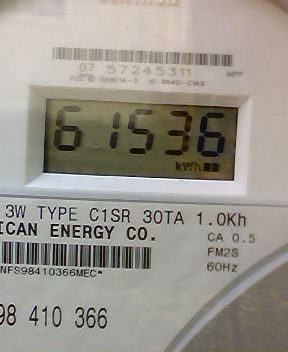 07 57245311 HPP
61536
kWh
3W TYPE C1SR 30TA 1.0Kh
ICAN ENERGY CO.
CA 0.5
FM2S
60Hz
NFS98410366MEC*
98 410 366